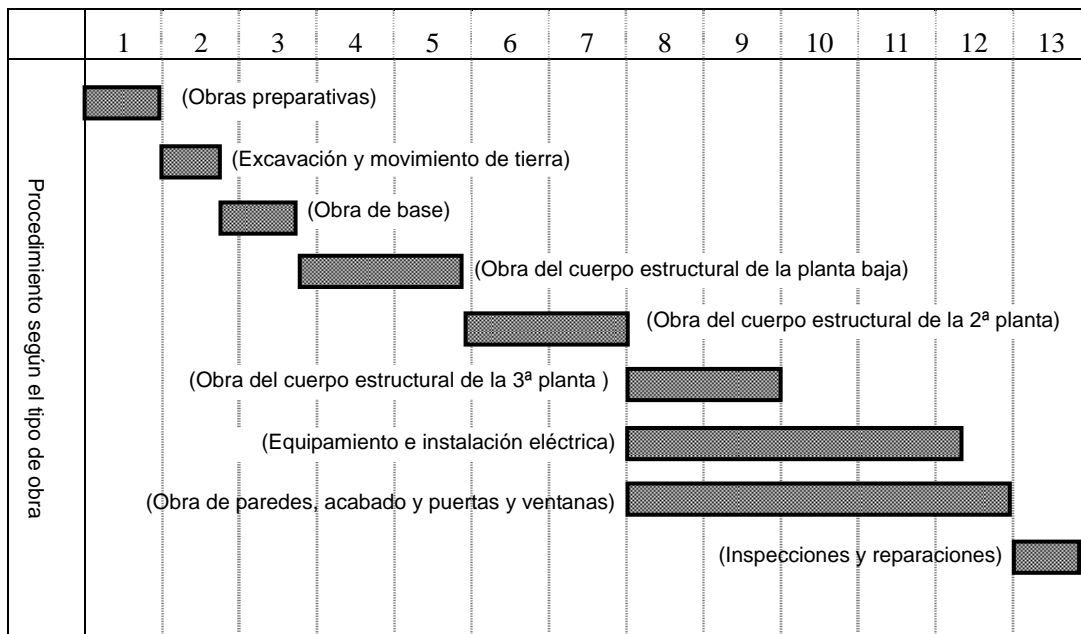 1 2 3 4 5 6 7 8 9 10 11 12 13
Procedimiento según el tipo de obra
(Obras preparativas)
(Excavación y movimiento de tierra)
(Obra de base)
(Obra del cuerpo estructural de la planta baja)
(Obra del cuerpo estructural de la 2ª planta)
(Obra del cuerpo estructural de la 3ª planta )
(Equipamiento e instalación eléctrica)
(Obra de paredes, acabado y puertas y ventanas)
(Inspecciones y reparaciones)